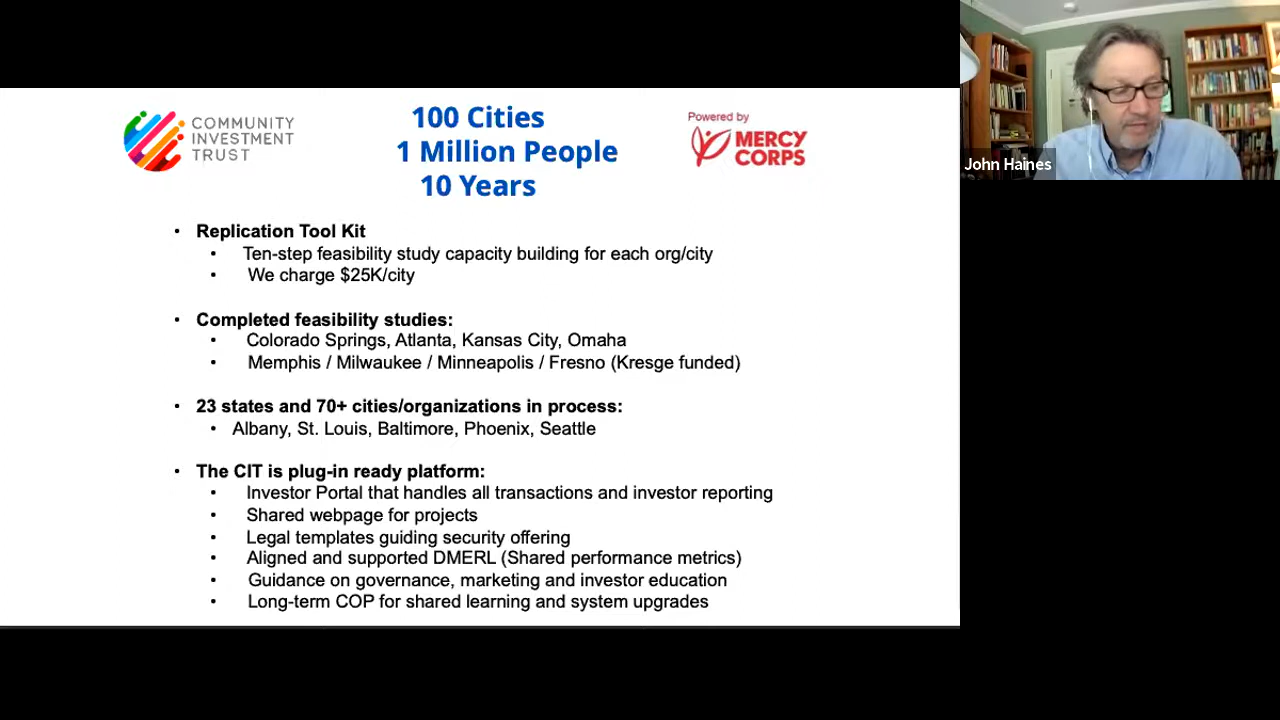 COMMUNITY
INVESTMENT
TRUST
100 Cities
1 Million People
10 Years
Powered by
MERCY
CORPS
John Haines
• Replication Tool Kit
• Ten-step feasibility study capacity building for each org/city
• We charge $25K/city
• Completed feasibility studies:
• Colorado Springs, Atlanta, Kansas City, Omaha
• Memphis / Milwaukee / Minneapolis / Fresno (Kresge funded)
• 23 states and 70+ cities/organizations in process:
• Albany, St. Louis, Baltimore, Phoenix, Seattle
• The CIT is plug-in ready platform:
• Investor Portal that handles all transactions and investor reporting
• Shared webpage for projects
• Legal templates guiding security offering
• Aligned and supported DMERL (Shared performance metrics)
• Guidance on governance, marketing and investor education
• Long-term COP for shared learning and system upgrades